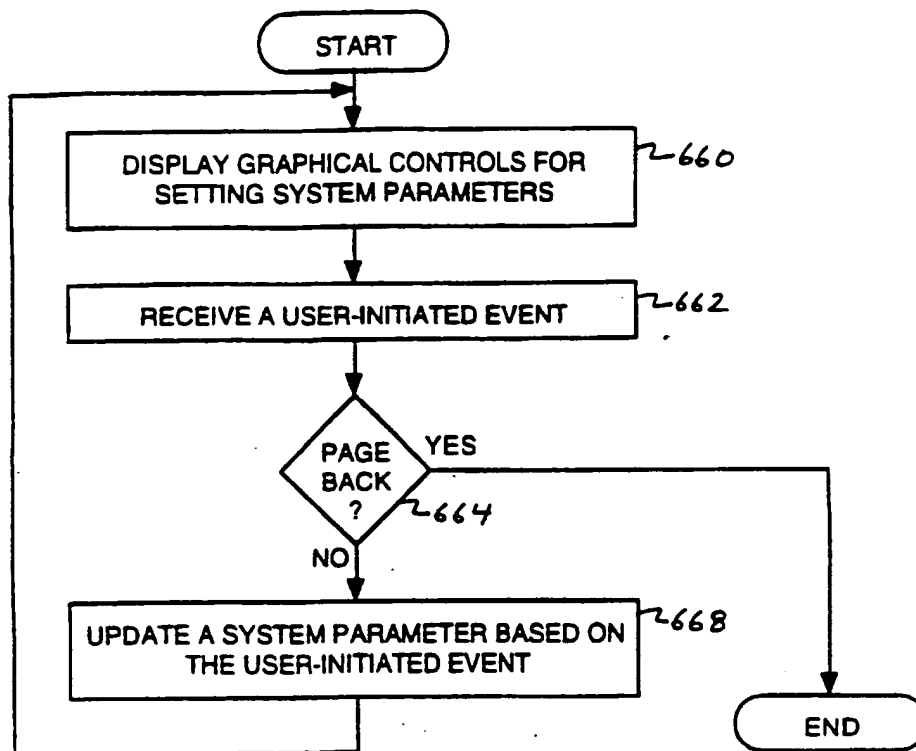 START
DISPLAY GRAPHICAL CONTROLS FOR
SETTING SYSTEM PARAMETERS
660
RECEIVE A USER-INITIATED EVENT
662
PAGE
BACK
?
YES
664
NO
UPDATE A SYSTEM PARAMETER BASED ON
THE USER-INITIATED EVENT
668
END